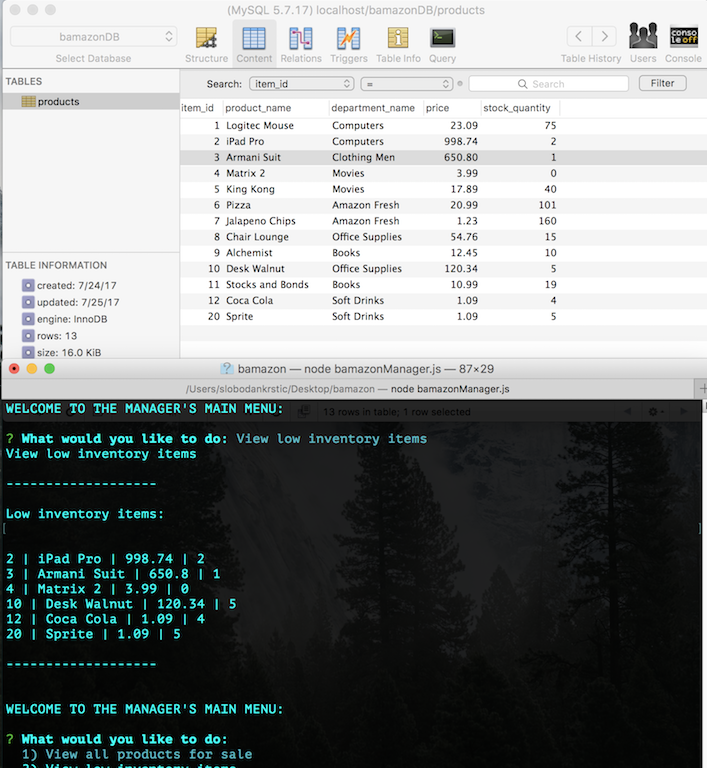 (MySQL 5.7.17) localhost/bamazonDB/products
bamazonDB
Select Database Structure Content Relations Triggers Table Info Query Table History Users Console
conso
le off
TABLES
products
Search: item_id = Search Filter
item_id product_name department_name price stock_quantity
1 Logitec Mouse Computers 23.09 75
2 iPad Pro Computers 998.74 2
3 Armani Suit Clothing Men 650.80 1
4 Matrix 2 Movies 3.99 0
5 King Kong Movies 17.89 40
6 Pizza Amazon Fresh 20.99 101
7 Jalapeno Chips Amazon Fresh 1.23 160
8 Chair Lounge Office Supplies 54.76 15
9 Alchemist Books 12.45 10
10 Desk Walnut Office Supplies 120.34 5
11 Stocks and Bonds Books 10.99 19
12 Coca Cola Soft Drinks 1.09 4
20 Sprite Soft Drinks 1.09 5
TABLE INFORMATION
created: 7/24/17
updated: 7/25/17
engine: InnoDB
rows: 13
size: 16.0 KiB
bamazon — node bamazonManager.js — 87×29
/Users/slobodankrstic/Desktop/bamazon — node bamazonManager.js
WELCOME TO THE MANAGER'S MAIN MENU:
13 rows in table; 1 row selected
? What would you like to do: View low inventory items
View low inventory items
-------------------
Low inventory items:
2 | iPad Pro | 998.74 | 2
3 | Armani Suit | 650.8 | 1
4 | Matrix 2 | 3.99 | 0
10 | Desk Walnut | 120.34 | 5
12 | Coca Cola | 1.09 | 4
20 | Sprite | 1.09 | 5
-------------------
WELCOME TO THE MANAGER'S MAIN MENU:
? What would you like to do:
1) View all products for sale
2) View low inventory items